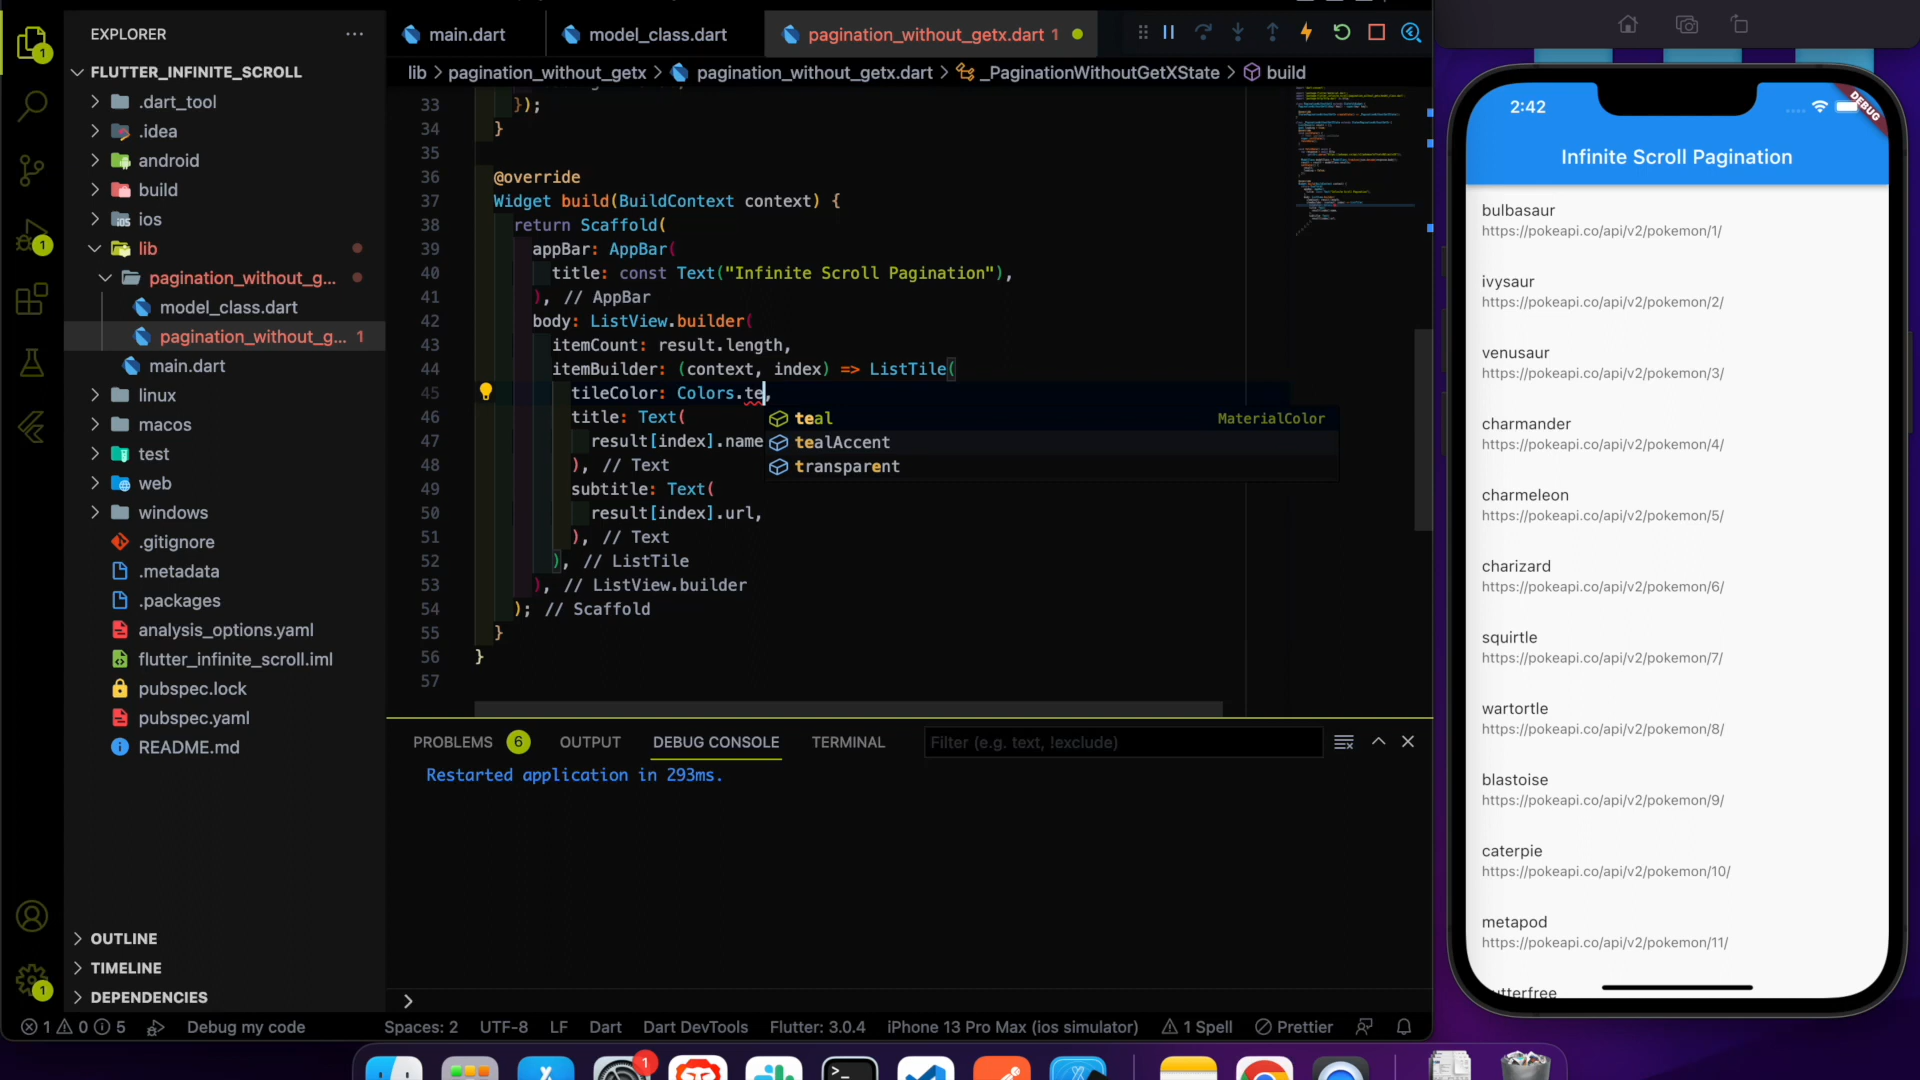 EXPLORER
FLUTTER_INFINITE_SCROLL
.dart_tool
.idea
android
build
ios
lib
pagination_without_g...
model_class.dart
pagination_without_g... 1
main.dart
linux
macos
test
web
windows
.gitignore
.metadata
.packages
analysis_options.yaml
flutter_infinite_scroll.iml
pubspec.lock
pubspec.yaml
README.md
OUTLINE
TIMELINE
DEPENDENCIES
1
1
1
main.dart
model_class.dart
pagination_without_getx.dart 1
lib > pagination_without_getx > pagination_without_getx.dart > _PaginationWithoutGetXState > build
33 });
34 }
35
36 @override
37 Widget build(BuildContext context) {
38 return Scaffold(
39 appBar: AppBar(
40 title: const Text("Infinite Scroll Pagination"),
41 ), // AppBar
42 body: ListView.builder(
43 itemCount: result.length,
44 itemBuilder: (context, index) => ListTile(
45 tileColor: Colors.te,
46 title: Text(
47 result[index].name
48 ), // Text
49 subtitle: Text(
50 result[index].url,
51 ), // Text
52 ), // ListTile
53 ), // ListView.builder
54 ); // Scaffold
55 }
56 }
57
teal MaterialColor
tealAccent
transparent
PROBLEMS 6 OUTPUT DEBUG CONSOLE TERMINAL Filter (e.g. text, !exclude)
Restarted application in 293ms.
1 0 5 Debug my code Spaces: 2 UTF-8 LF Dart Dart DevTools Flutter: 3.0.4 iPhone 13 Pro Max (ios simulator) 1 Spell Prettier
1
2:42
DEBUG
Infinite Scroll Pagination
bulbasaur
https://pokeapi.co/api/v2/pokemon/1/
ivysaur
https://pokeapi.co/api/v2/pokemon/2/
venusaur
https://pokeapi.co/api/v2/pokemon/3/
charmander
https://pokeapi.co/api/v2/pokemon/4/
charmeleon
https://pokeapi.co/api/v2/pokemon/5/
charizard
https://pokeapi.co/api/v2/pokemon/6/
squirtle
https://pokeapi.co/api/v2/pokemon/7/
wartortle
https://pokeapi.co/api/v2/pokemon/8/
blastoise
https://pokeapi.co/api/v2/pokemon/9/
caterpie
https://pokeapi.co/api/v2/pokemon/10/
metapod
https://pokeapi.co/api/v2/pokemon/11/
utterfree